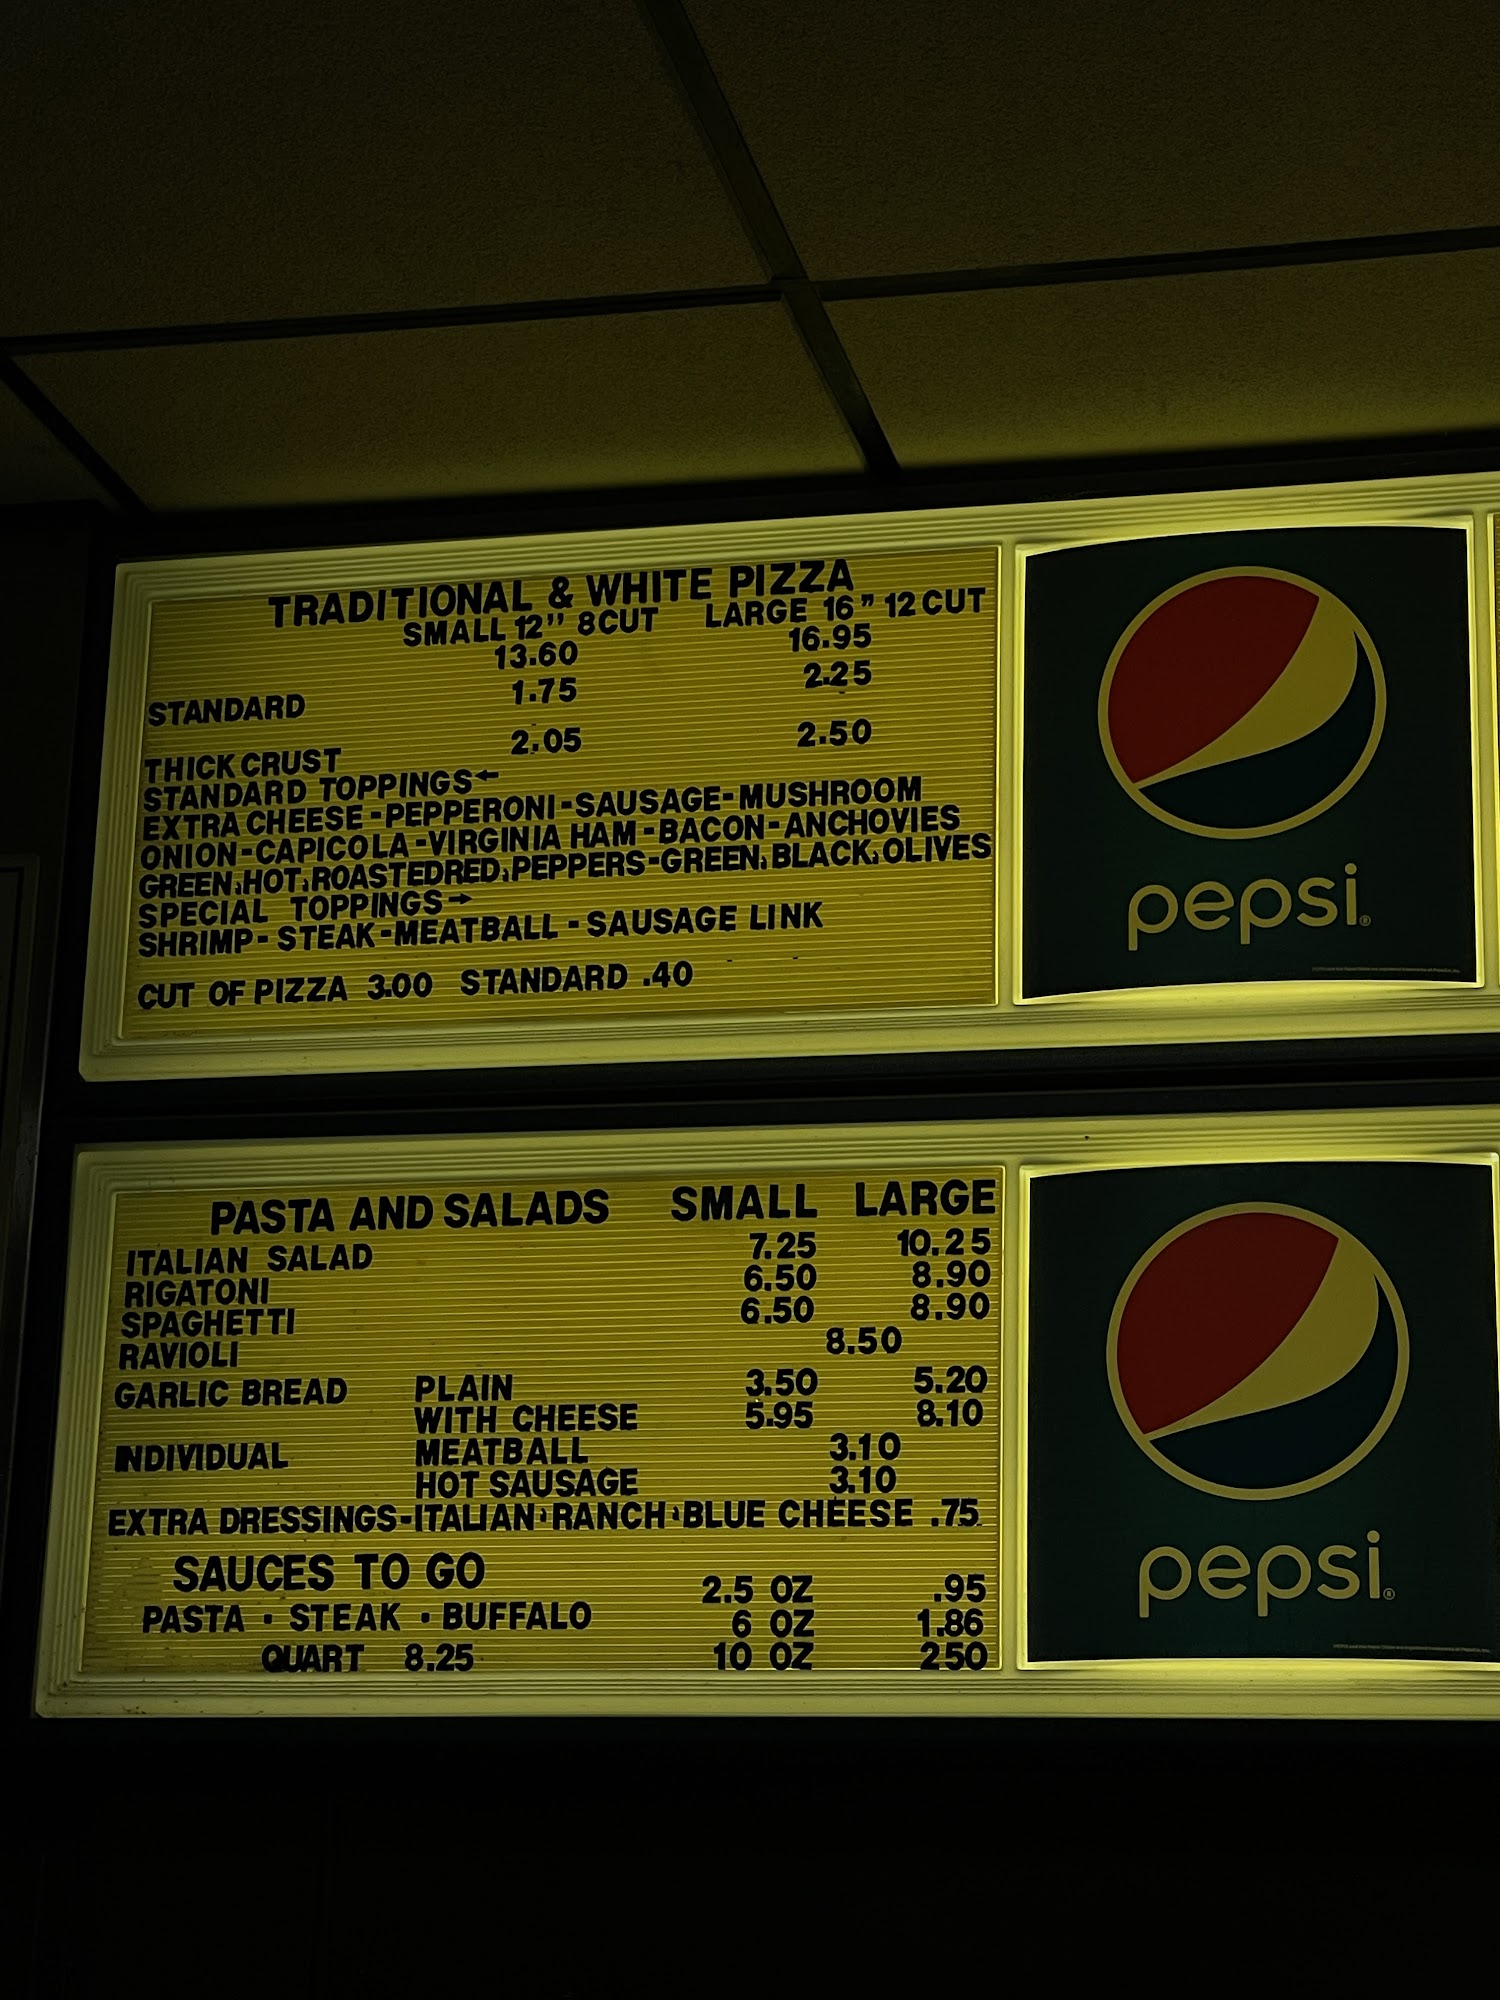 TRADITIONAL & WHITE PIZZA
SMALL 12" 8CUT LARGE 16" 12CUT
13.60 16.95
STANDARD 1.75 2.25
THICK CRUST 2.05 2.50
STANDARD TOPPINGS←
EXTRA CHEESE-PEPPERONI-SAUSAGE-MUSHROOM
ONION-CAPICOLA-VIRGINIA HAM-BACON-ANCHOVIES
GREEN,HOT,ROASTEDRED,PEPPERS-GREEN,BLACK,OLIVES
SPECIAL TOPPINGS→
SHRIMP-STEAK-MEATBALL-SAUSAGE LINK
CUT OF PIZZA 3.00 STANDARD .40
pepsi®
PASTA AND SALADS SMALL LARGE
ITALIAN SALAD 7.25 10.25
RIGATONI 6.50 8.90
SPAGHETTI 6.50 8.90
RAVIOLI 8.50
GARLIC BREAD PLAIN 3.50 5.20
WITH CHEESE 5.95 8.10
INDIVIDUAL MEATBALL 3.10
HOT SAUSAGE 3.10
EXTRA DRESSINGS-ITALIAN,RANCH,BLUE CHEESE .75
SAUCES TO GO 2.5 OZ .95
PASTA · STEAK · BUFFALO 6 OZ 1.86
QUART 8.25 10 OZ 250
pepsi®